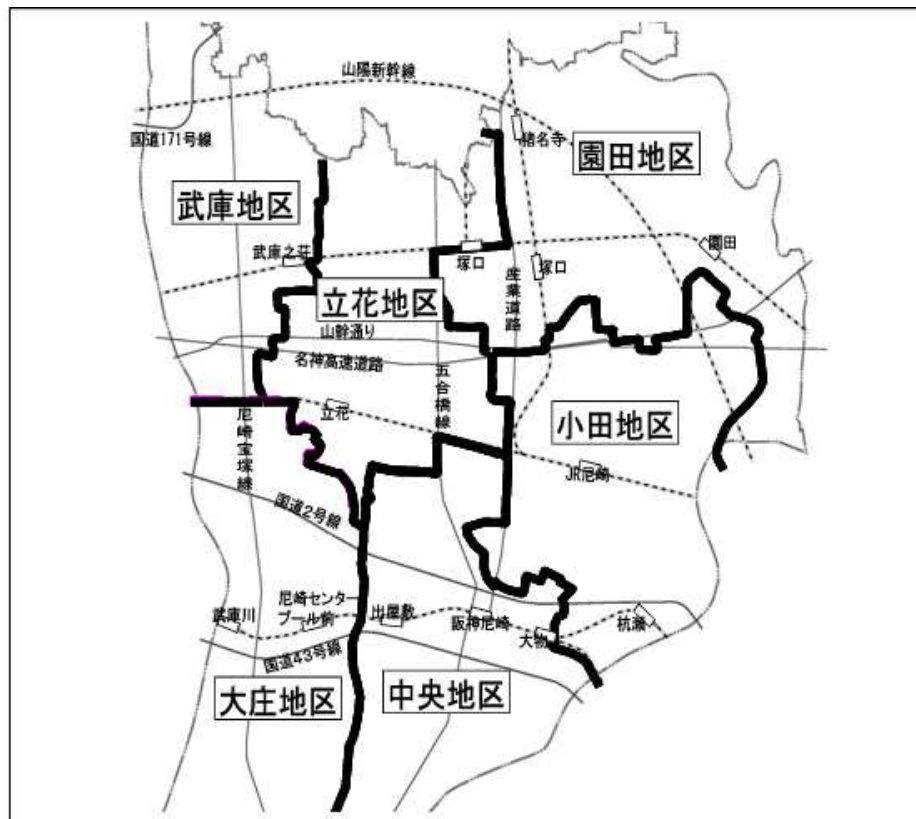 山陽新幹線
国道171号線
猪名寺
園田地区
武庫地区
武庫之荘
塚口
塚口
園田
立花地区
産業道路
山幹通り
名神高速道路
五合橋線
立花
尼崎宝塚線
小田地区
JR尼崎
国道2号線
武庫川
尼崎センター
プール前
出屋敷
阪神尼崎
大物
杭瀬
国道43号線
大庄地区
中央地区